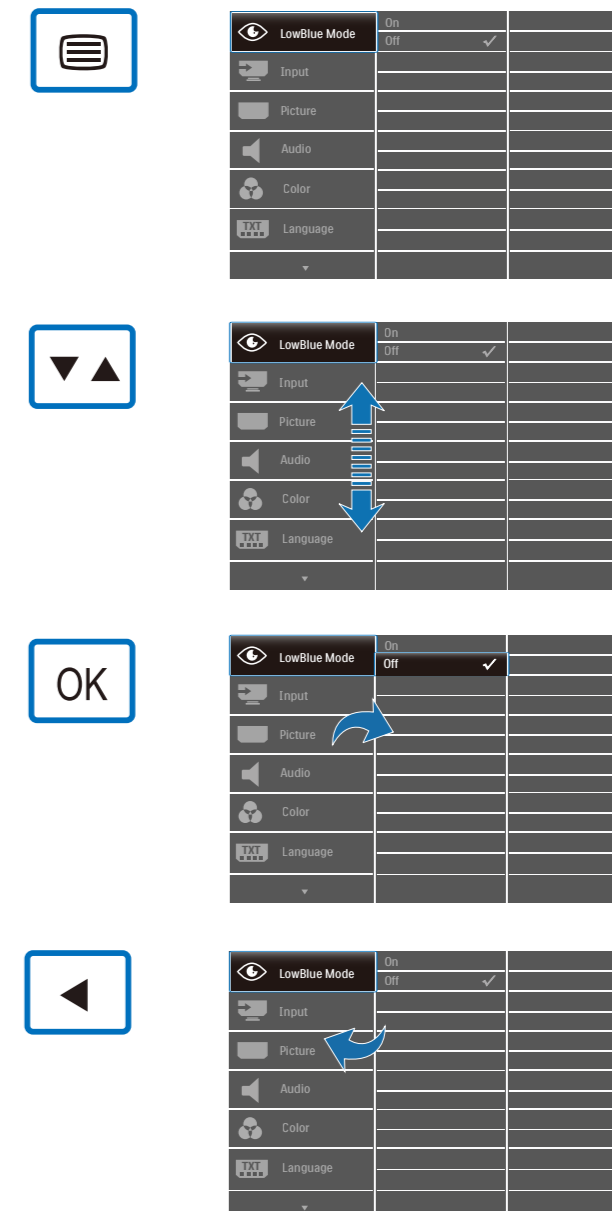 LowBlue Mode
On
Off
Input
Picture
Audio
Color
TXT
Language
LowBlue Mode
On
Off
Input
Picture
Audio
Color
TXT
Language
OK
LowBlue Mode
On
Off
Input
Picture
Audio
Color
TXT
Language
LowBlue Mode
On
Off
Input
Picture
Audio
Color
TXT
Language